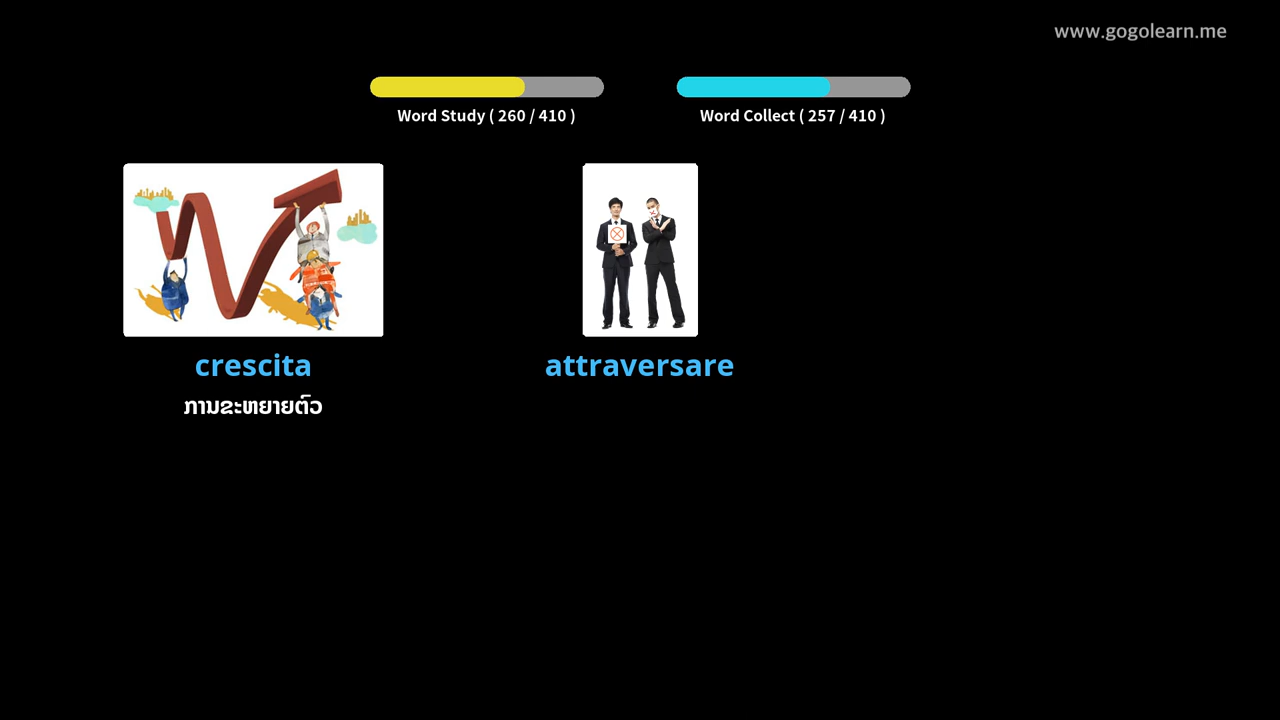 www.gogolearn.me
Word Study ( 260 / 410 )
Word Collect ( 257 / 410 )
crescita
ການຂະຫຍາຍຕົວ
attraversare